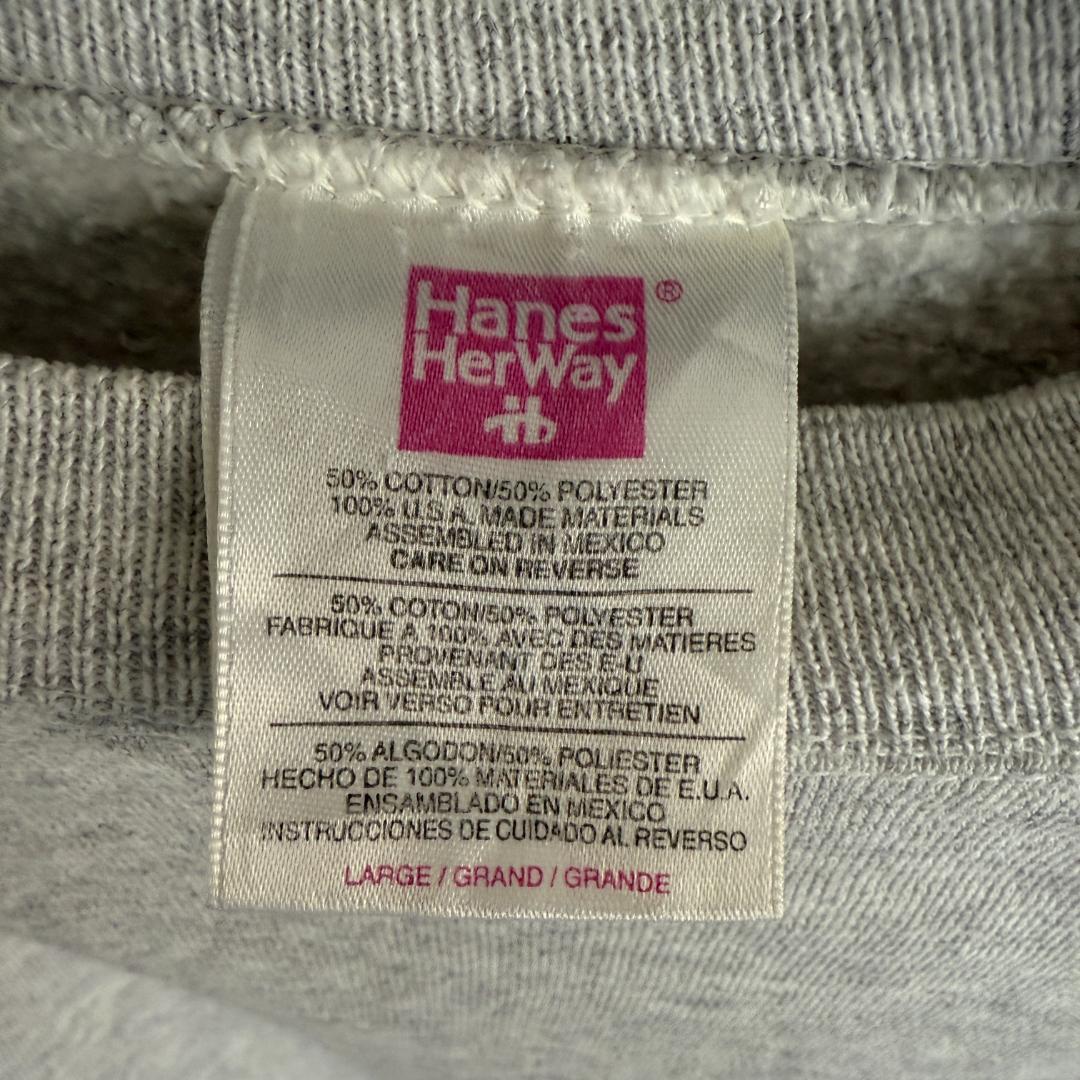 Hanes
HerWay
®
50% COTTON/50% POLYESTER
100% U.S.A. MADE MATERIALS
ASSEMBLED IN MEXICO
CARE ON REVERSE
50% COTON/50% POLYESTER
FABRIQUE A 100% AVEC DES MATIERES
PROVENANT DES E-U
ASSEMBLE AU MEXIQUE
VOIR VERSO POUR ENTRETIEN
50% ALGODON/50% POLIESTER
HECHO DE 100% MATERIALES DE E.U.A.
ENSAMBLADO EN MEXICO
INSTRUCCIONES DE CUIDADO AL REVERSO
LARGE / GRAND / GRANDE